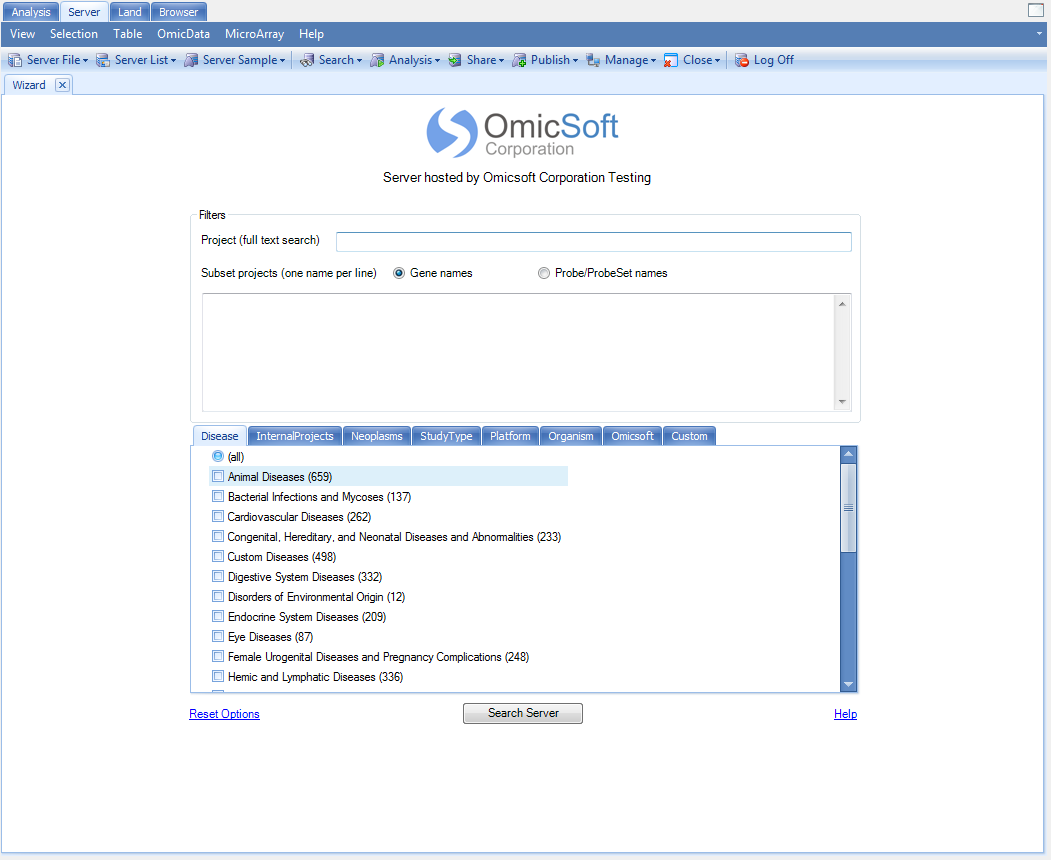 Analysis Server Land Browser
View Selection Table OmicData MicroArray Help
Server File Server List Server Sample Search Analysis Share Publish Manage Close Log Off
Wizard
OmicSoft
Corporation
Server hosted by Omicsoft Corporation Testing
Filters
Project (full text search)
Subset projects (one name per line) Gene names Probe/ProbeSet names
Disease InternalProjects Neoplasms StudyType Platform Organism Omicsoft Custom
(all)
Animal Diseases (659)
Bacterial Infections and Mycoses (137)
Cardiovascular Diseases (262)
Congenital, Hereditary, and Neonatal Diseases and Abnormalities (233)
Custom Diseases (498)
Digestive System Diseases (332)
Disorders of Environmental Origin (12)
Endocrine System Diseases (209)
Eye Diseases (87)
Female Urogenital Diseases and Pregnancy Complications (248)
Hemic and Lymphatic Diseases (336)
Reset Options Search Server Help